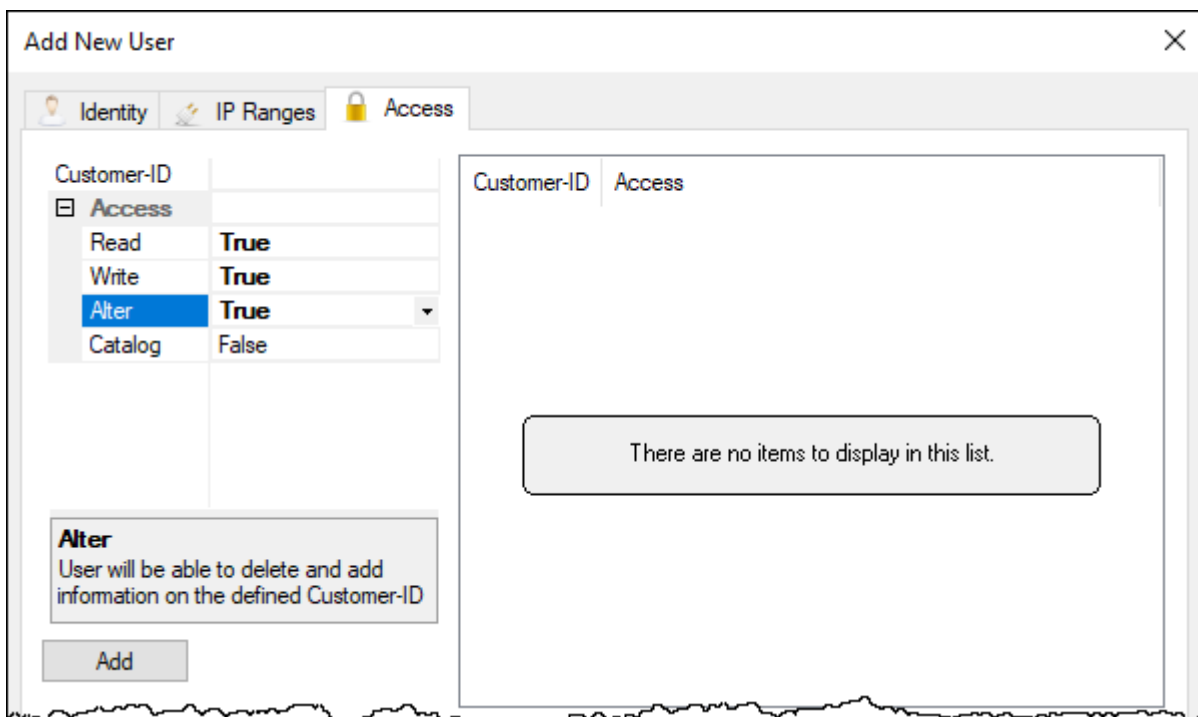 Add New User
Identity
IP Ranges
Access
Customer-ID
Access
Read True
Write True
Alter True
Catalog False
Alter
User will be able to delete and add
information on the defined Customer-ID
Add
Customer-ID Access
There are no items to display in this list.